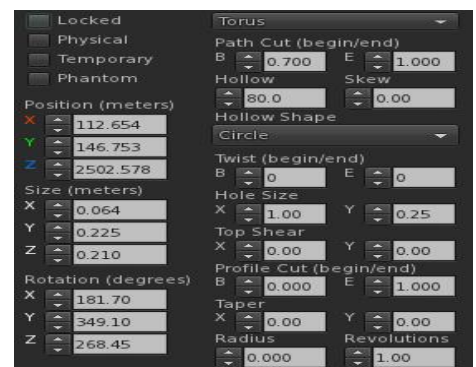 Locked
Physical
Temporary
Phantom
Position (meters)
X 112.654
Y 146.753
Z 2502.578
Size (meters)
X 0.064
Y 0.225
Z 0.210
Rotation (degrees)
X 181.70
Y 349.10
Z 268.45
Torus
Path Cut (begin/end)
B 0.700 E 1.000
Hollow Skew
80.0 0.00
Hollow Shape
Circle
Twist (begin/end)
B 0 E 0
Hole Size
X 1.00 Y 0.25
Top Shear
X 0.00 Y 0.00
Profile Cut (begin/end)
B 0.000 E 1.000
Taper
X 0.00 Y 0.00
Radius Revolutions
0.000 1.00